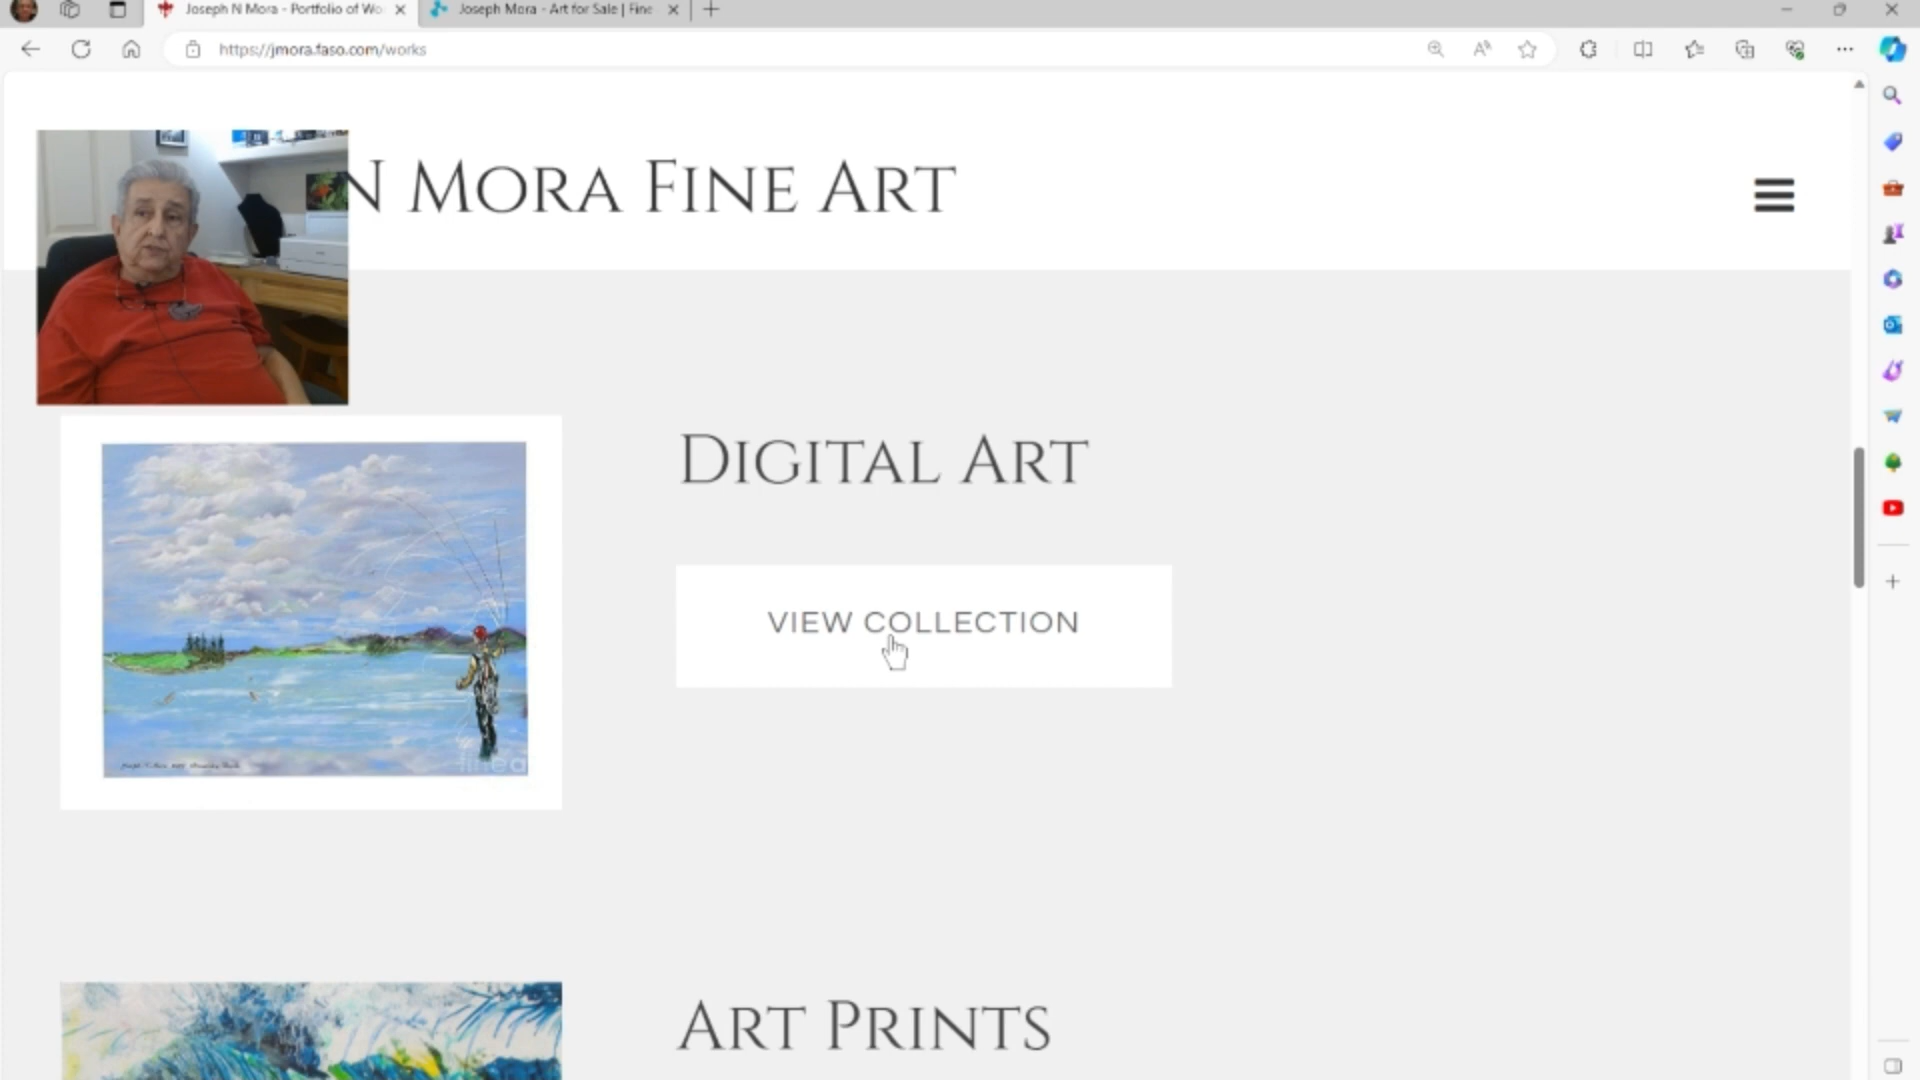 Joseph N Mora - Portfolio of Wo
Joseph Mora - Art for Sale | Fine
https://jmora.faso.com/works
N MORA FINE ART
DIGITAL ART
VIEW COLLECTION
finea
ART PRINTS